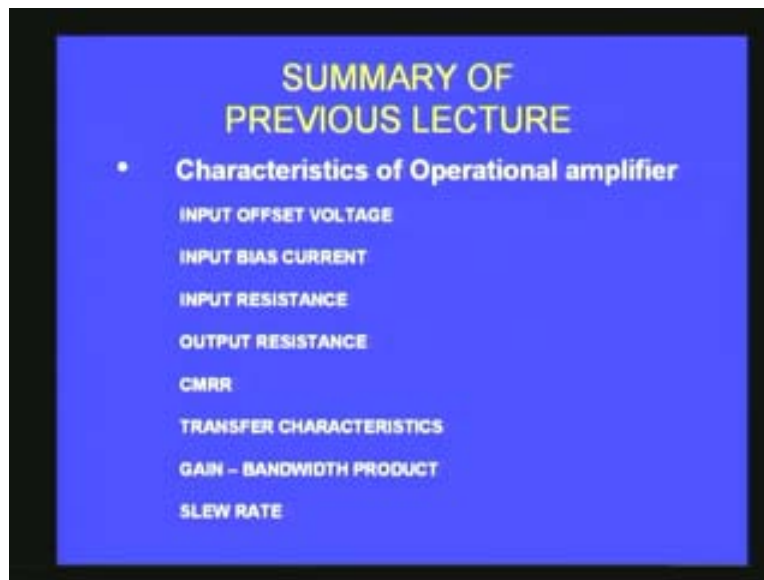 SUMMARY OF
PREVIOUS LECTURE
• Characteristics of Operational amplifier
INPUT OFFSET VOLTAGE
INPUT BIAS CURRENT
INPUT RESISTANCE
OUTPUT RESISTANCE
CMRR
TRANSFER CHARACTERISTICS
GAIN – BANDWIDTH PRODUCT
SLEW RATE